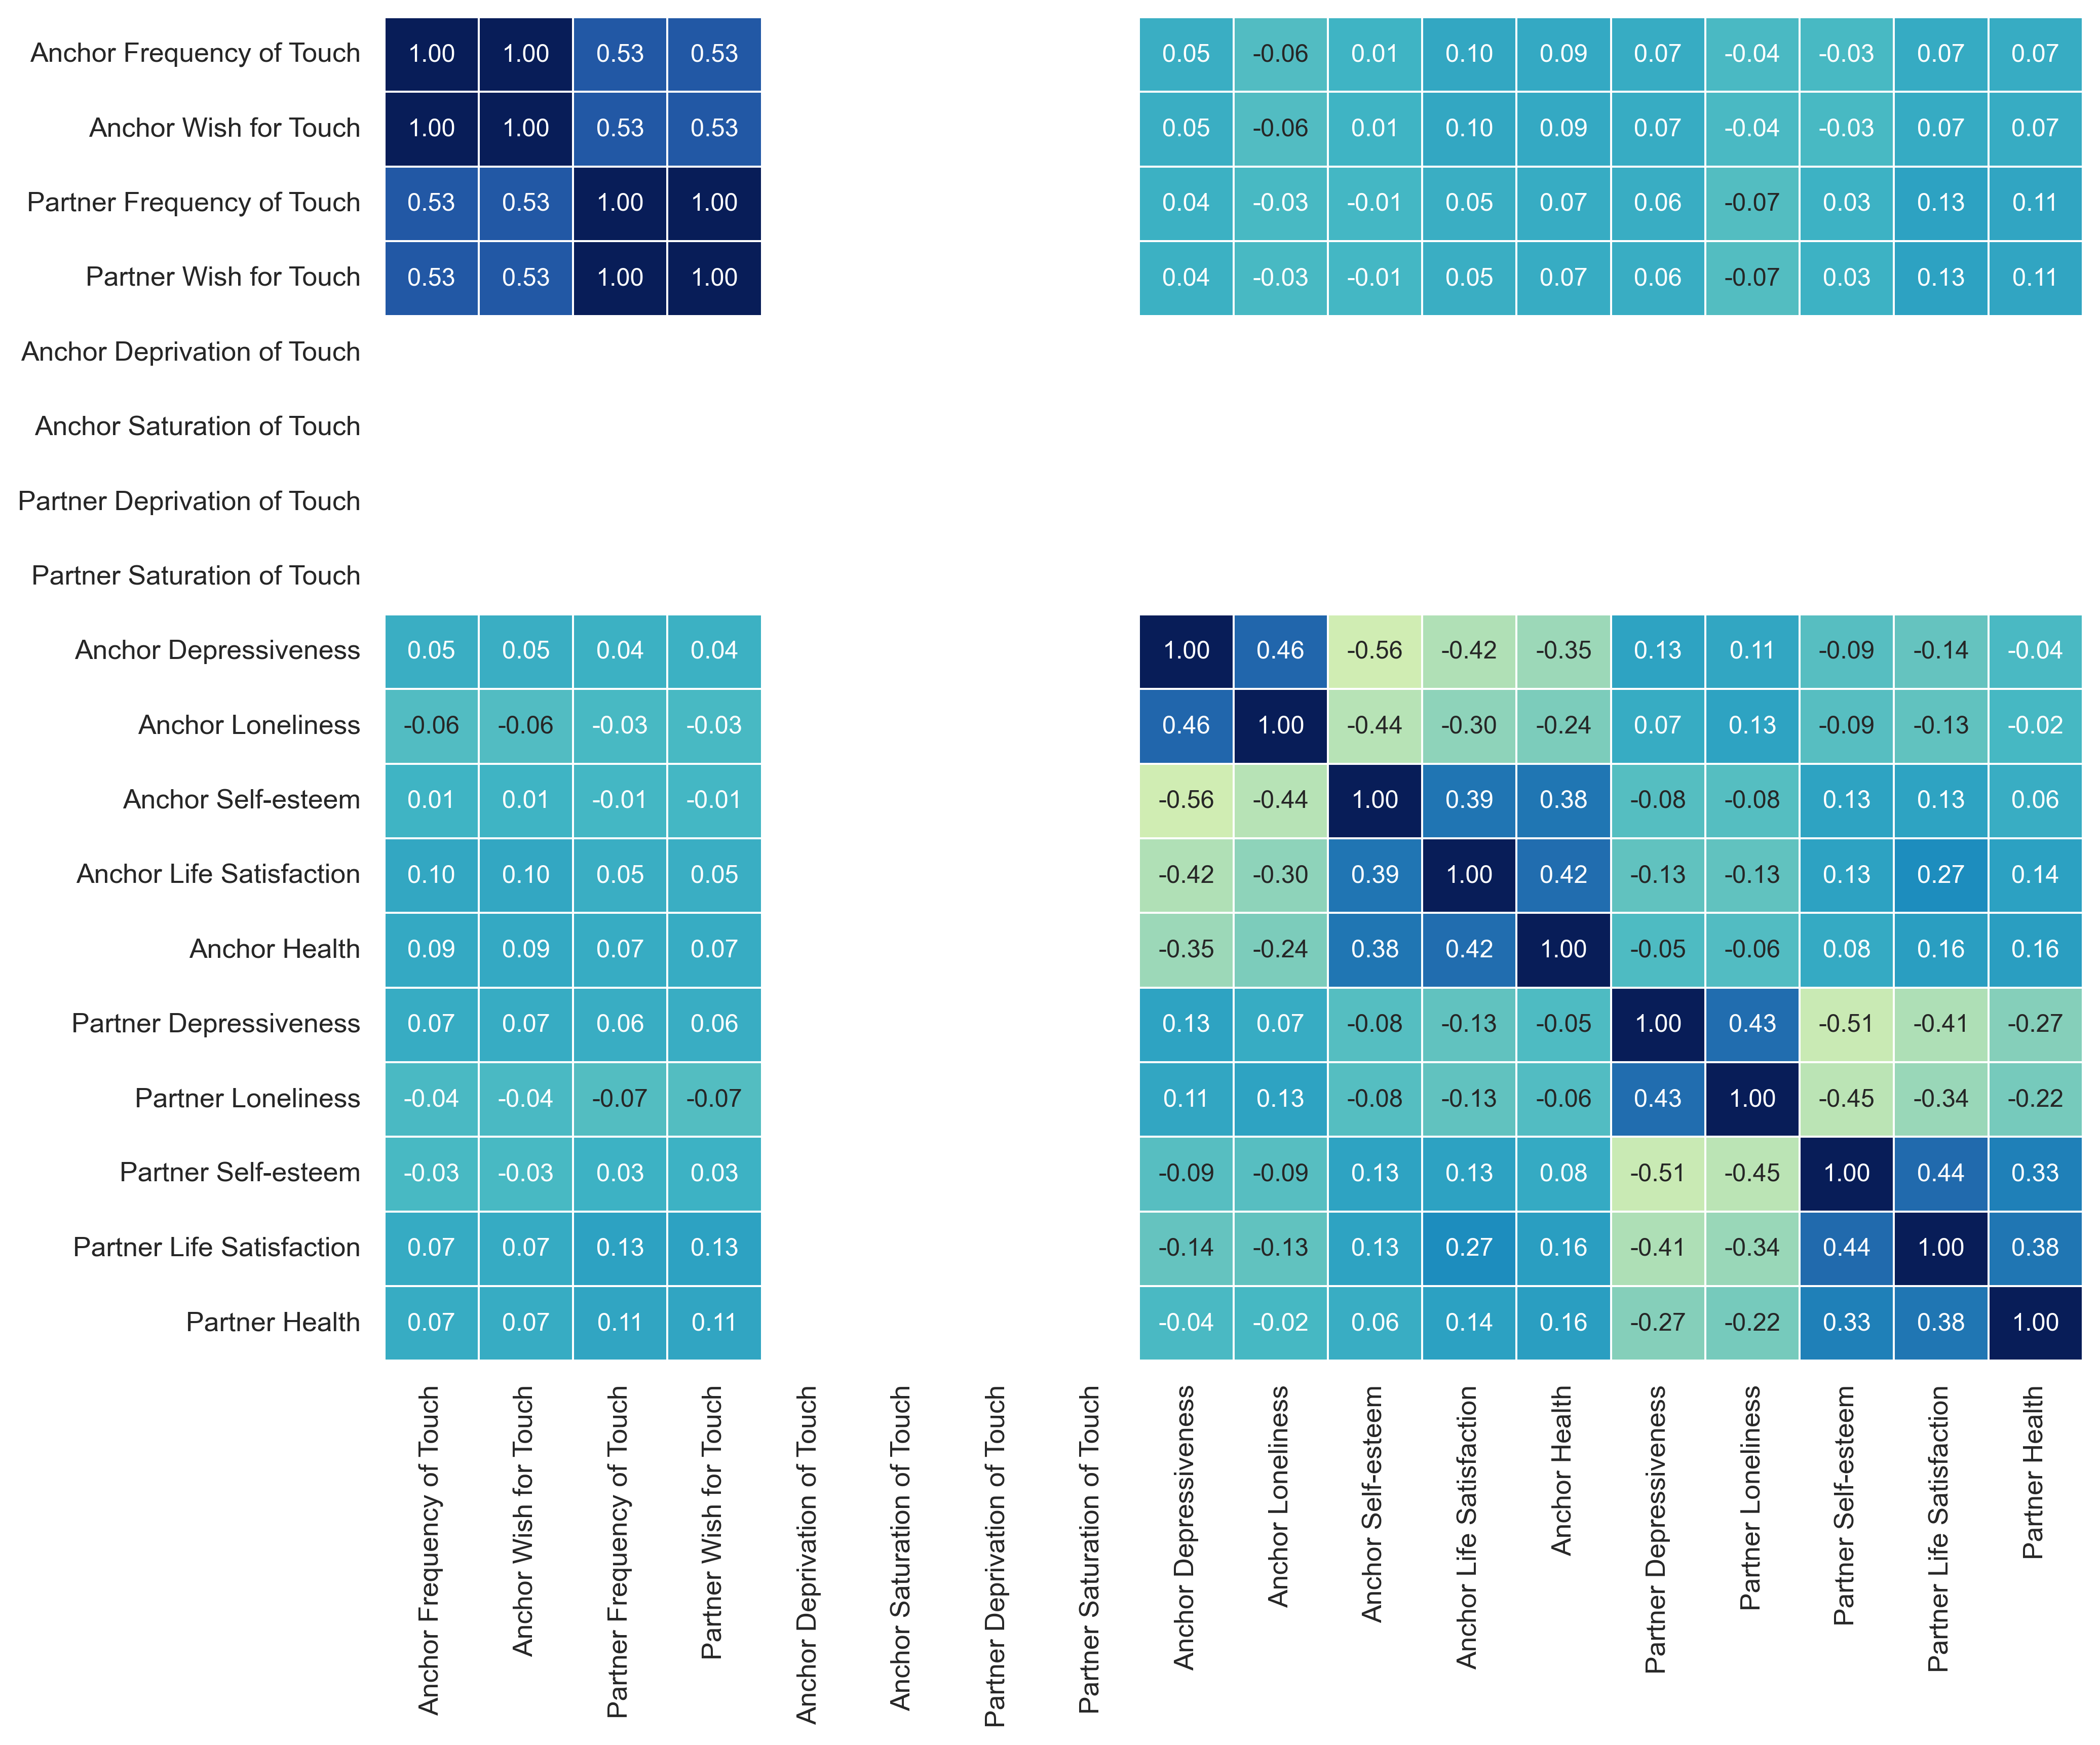 Anchor Frequency of Touch 1.00 1.00 0.53 0.53 0.05 -0.06 0.01 0.10 0.09 0.07 -0.04 -0.03 0.07 0.07
Anchor Wish for Touch 1.00 1.00 0.53 0.53 0.05 -0.06 0.01 0.10 0.09 0.07 -0.04 -0.03 0.07 0.07
Partner Frequency of Touch 0.53 0.53 1.00 1.00 0.04 -0.03 -0.01 0.05 0.07 0.06 -0.07 0.03 0.13 0.11
Partner Wish for Touch 0.53 0.53 1.00 1.00 0.04 -0.03 -0.01 0.05 0.07 0.06 -0.07 0.03 0.13 0.11
Anchor Deprivation of Touch
Anchor Saturation of Touch
Partner Deprivation of Touch
Partner Saturation of Touch
Anchor Depressiveness 0.05 0.05 0.04 0.04 1.00 0.46 -0.56 -0.42 -0.35 0.13 0.11 -0.09 -0.14 -0.04
Anchor Loneliness -0.06 -0.06 -0.03 -0.03 0.46 1.00 -0.44 -0.30 -0.24 0.07 0.13 -0.09 -0.13 -0.02
Anchor Self-esteem 0.01 0.01 -0.01 -0.01 -0.56 -0.44 1.00 0.39 0.38 -0.08 -0.08 0.13 0.13 0.06
Anchor Life Satisfaction 0.10 0.10 0.05 0.05 -0.42 -0.30 0.39 1.00 0.42 -0.13 -0.13 0.13 0.27 0.14
Anchor Health 0.09 0.09 0.07 0.07 -0.35 -0.24 0.38 0.42 1.00 -0.05 -0.06 0.08 0.16 0.16
Partner Depressiveness 0.07 0.07 0.06 0.06 0.13 0.07 -0.08 -0.13 -0.05 1.00 0.43 -0.51 -0.41 -0.27
Partner Loneliness -0.04 -0.04 -0.07 -0.07 0.11 0.13 -0.08 -0.13 -0.06 0.43 1.00 -0.45 -0.34 -0.22
Partner Self-esteem -0.03 -0.03 0.03 0.03 -0.09 -0.09 0.13 0.13 0.08 -0.51 -0.45 1.00 0.44 0.33
Partner Life Satisfaction 0.07 0.07 0.13 0.13 -0.14 -0.13 0.13 0.27 0.16 -0.41 -0.34 0.44 1.00 0.38
Partner Health 0.07 0.07 0.11 0.11 -0.04 -0.02 0.06 0.14 0.16 -0.27 -0.22 0.33 0.38 1.00
Anchor Frequency of Touch
Anchor Wish for Touch
Partner Frequency of Touch
Partner Wish for Touch
Anchor Deprivation of Touch
Anchor Saturation of Touch
Partner Deprivation of Touch
Partner Saturation of Touch
Anchor Depressiveness
Anchor Loneliness
Anchor Self-esteem
Anchor Life Satisfaction
Anchor Health
Partner Depressiveness
Partner Loneliness
Partner Self-esteem
Partner Life Satisfaction
Partner Health